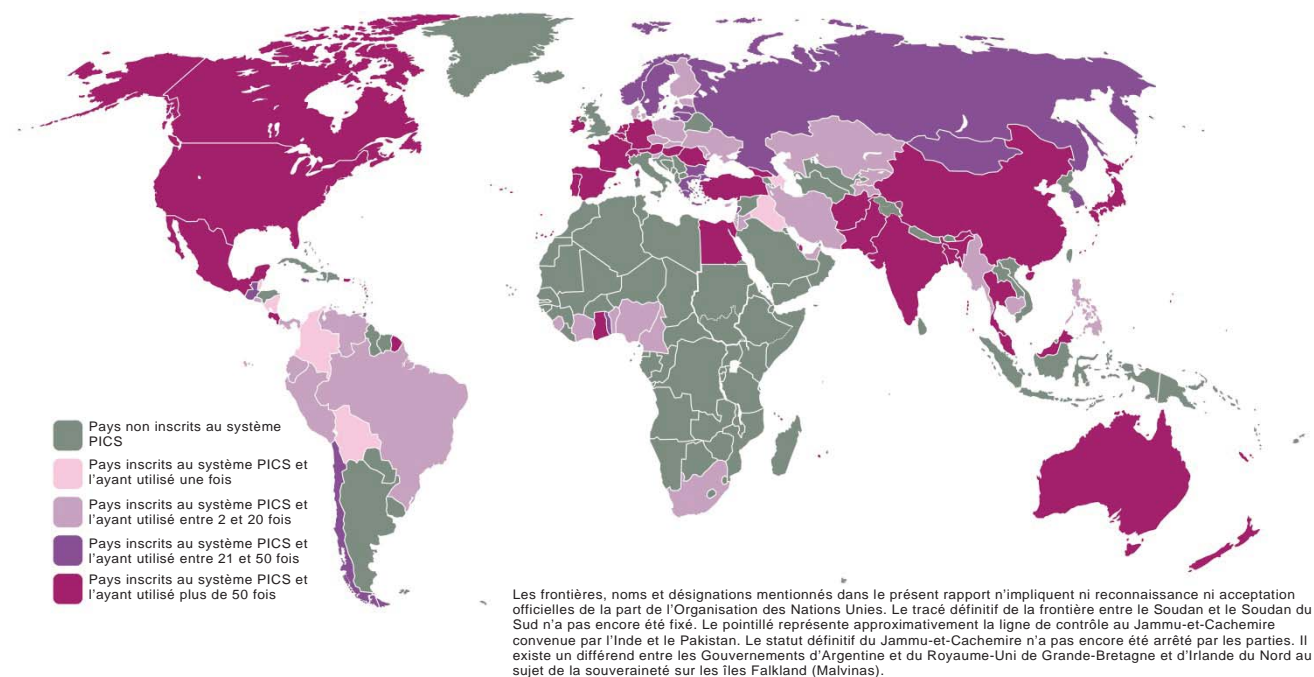 Pays non inscrits au système
PICS
Pays inscrits au système PICS et
l'ayant utilisé une fois
Pays inscrits au système PICS et
l'ayant utilisé entre 2 et 20 fois
Pays inscrits au système PICS et
l'ayant utilisé entre 21 et 50 fois
Pays inscrits au système PICS et
l'ayant utilisé plus de 50 fois
Les frontières, noms et désignations mentionnés dans le présent rapport n'impliquent ni reconnaissance ni acceptation
officielles de la part de l'Organisation des Nations Unies. Le tracé définitif de la frontière entre le Soudan et le Soudan du
Sud n'a pas encore été fixé. Le pointillé représente approximativement la ligne de contrôle au Jammu-et-Cachemire
convenue par l'Inde et le Pakistan. Le statut définitif du Jammu-et-Cachemire n'a pas encore été arrêté par les parties. Il
existe un différend entre les Gouvernements d'Argentine et du Royaume-Uni de Grande-Bretagne et d'Irlande du Nord au
sujet de la souveraineté sur les îles Falkland (Malvinas).